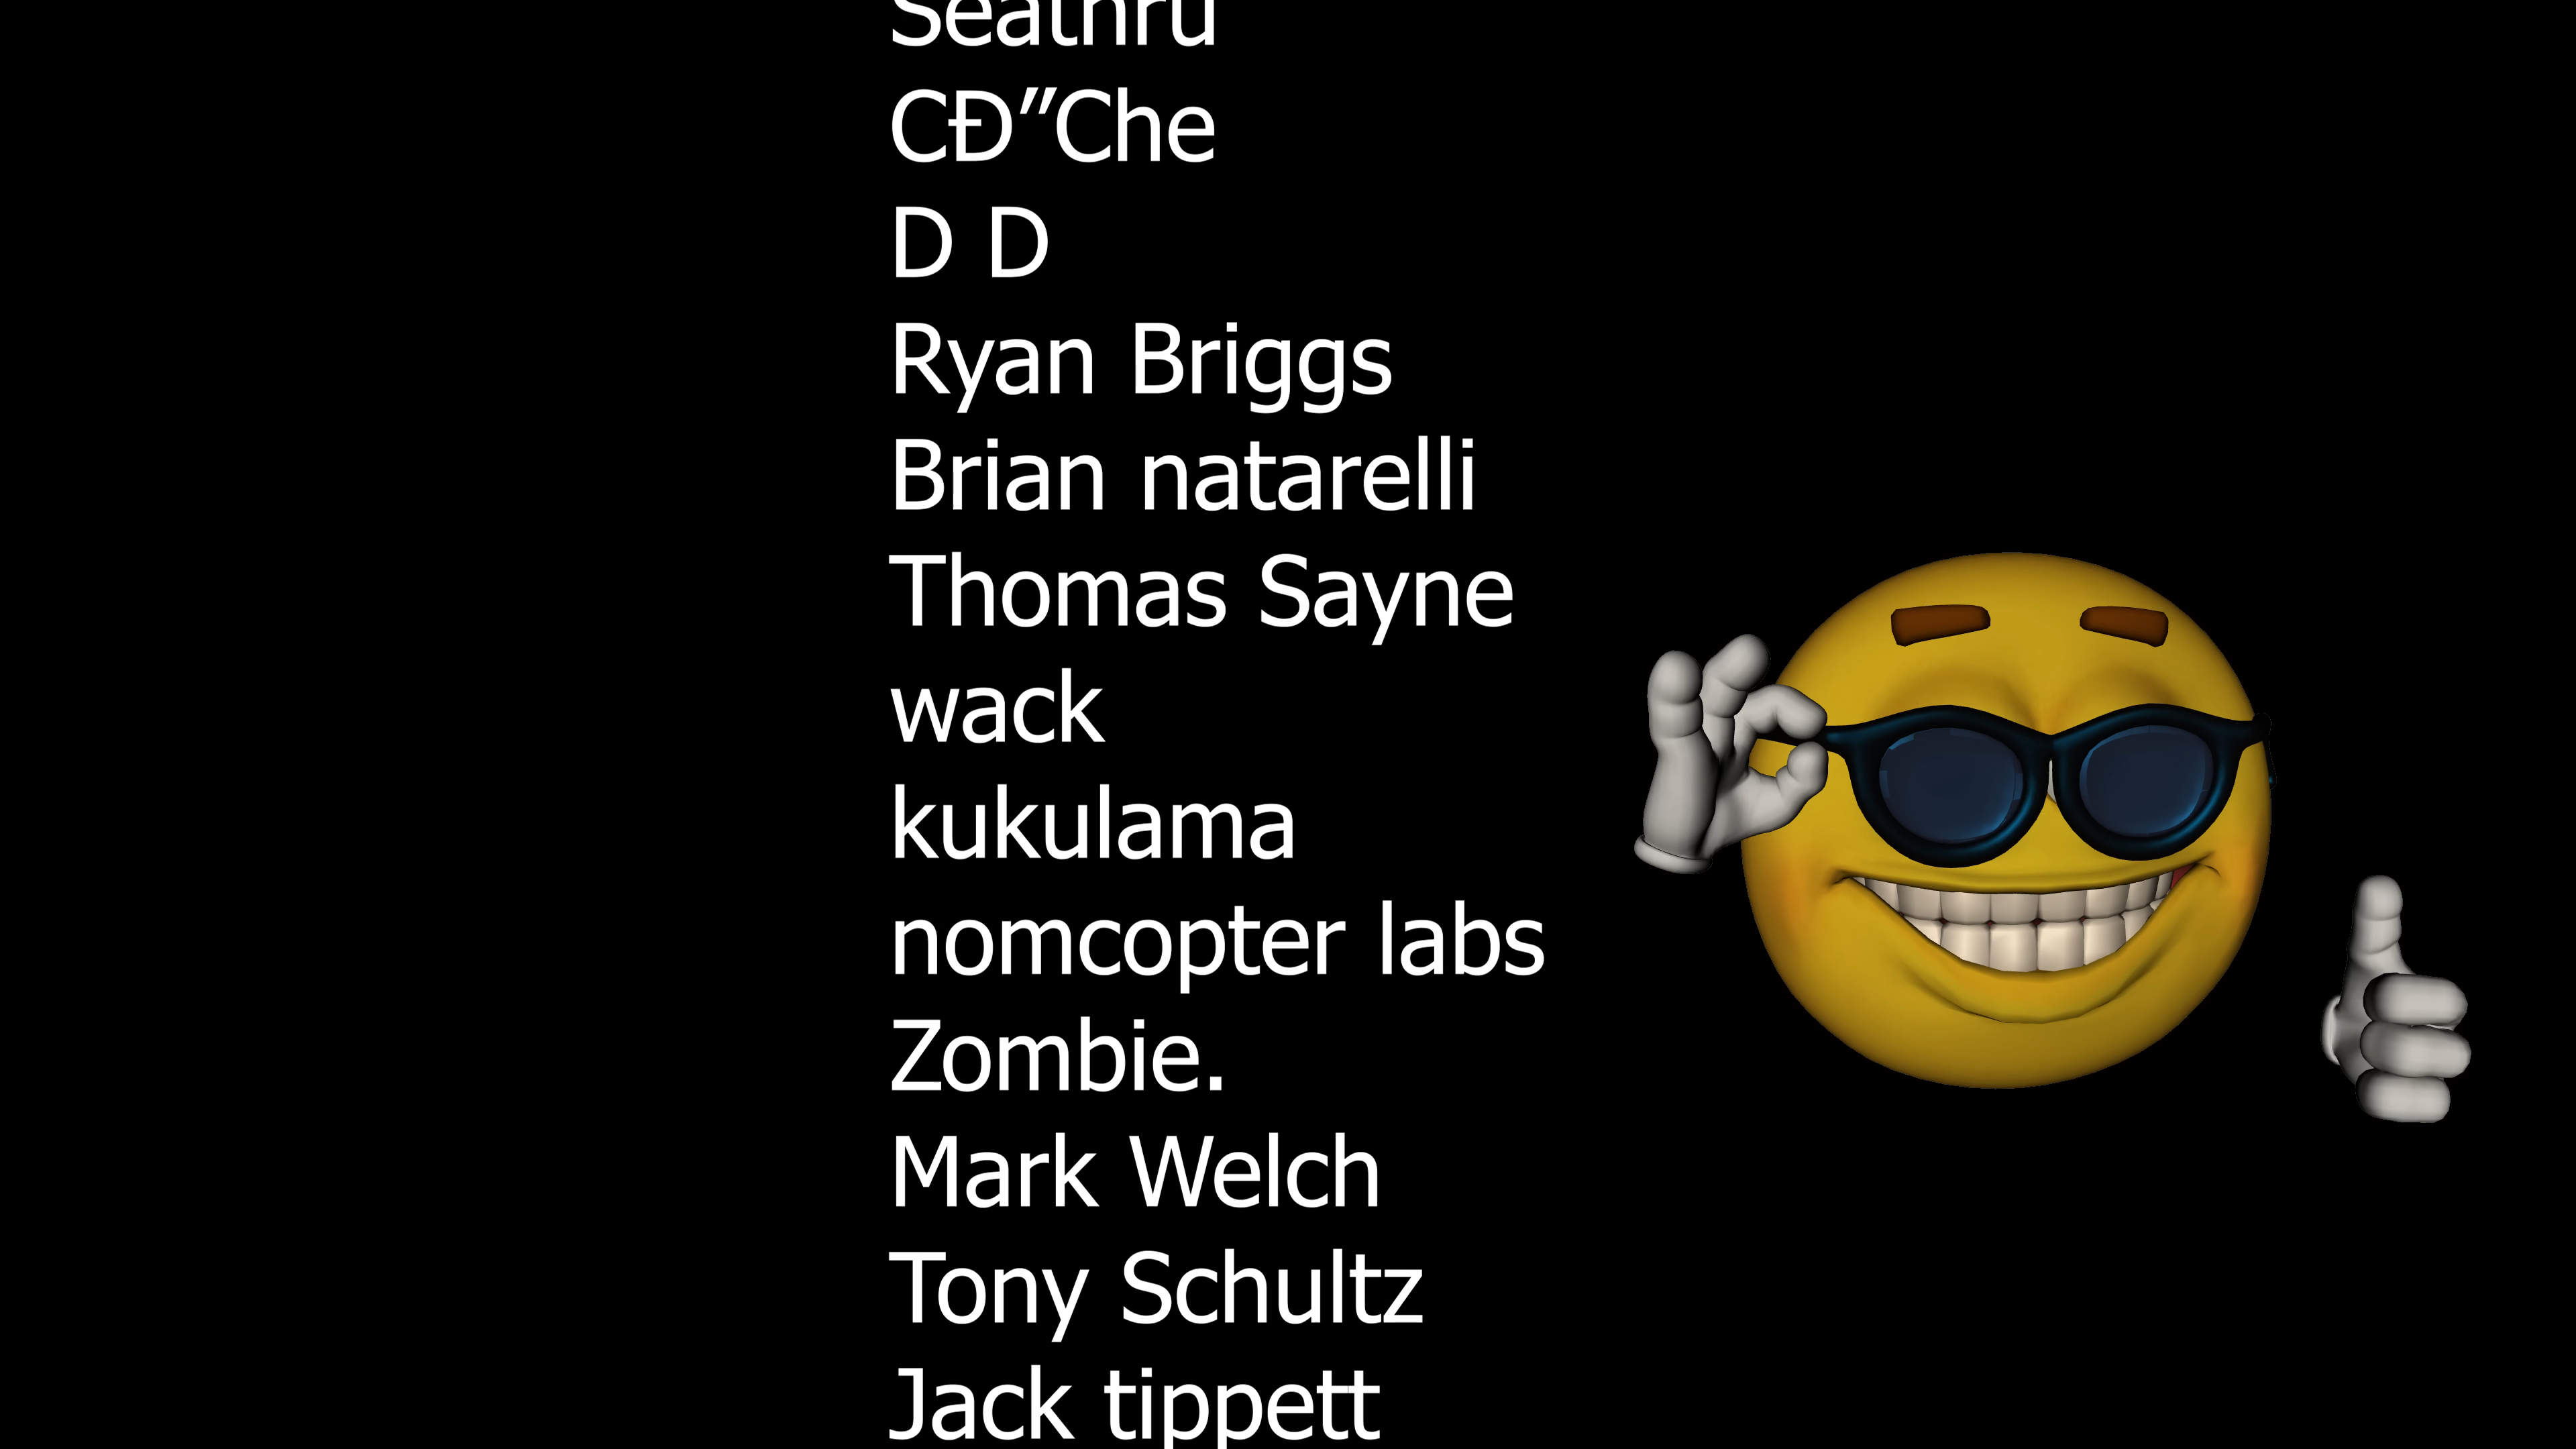 Seathru
CĐ”Che
D D
Ryan Briggs
Brian natarelli
Thomas Sayne
wack
kukulama
nomcopter labs
Zombie.
Mark Welch
Tony Schultz
Jack tippett